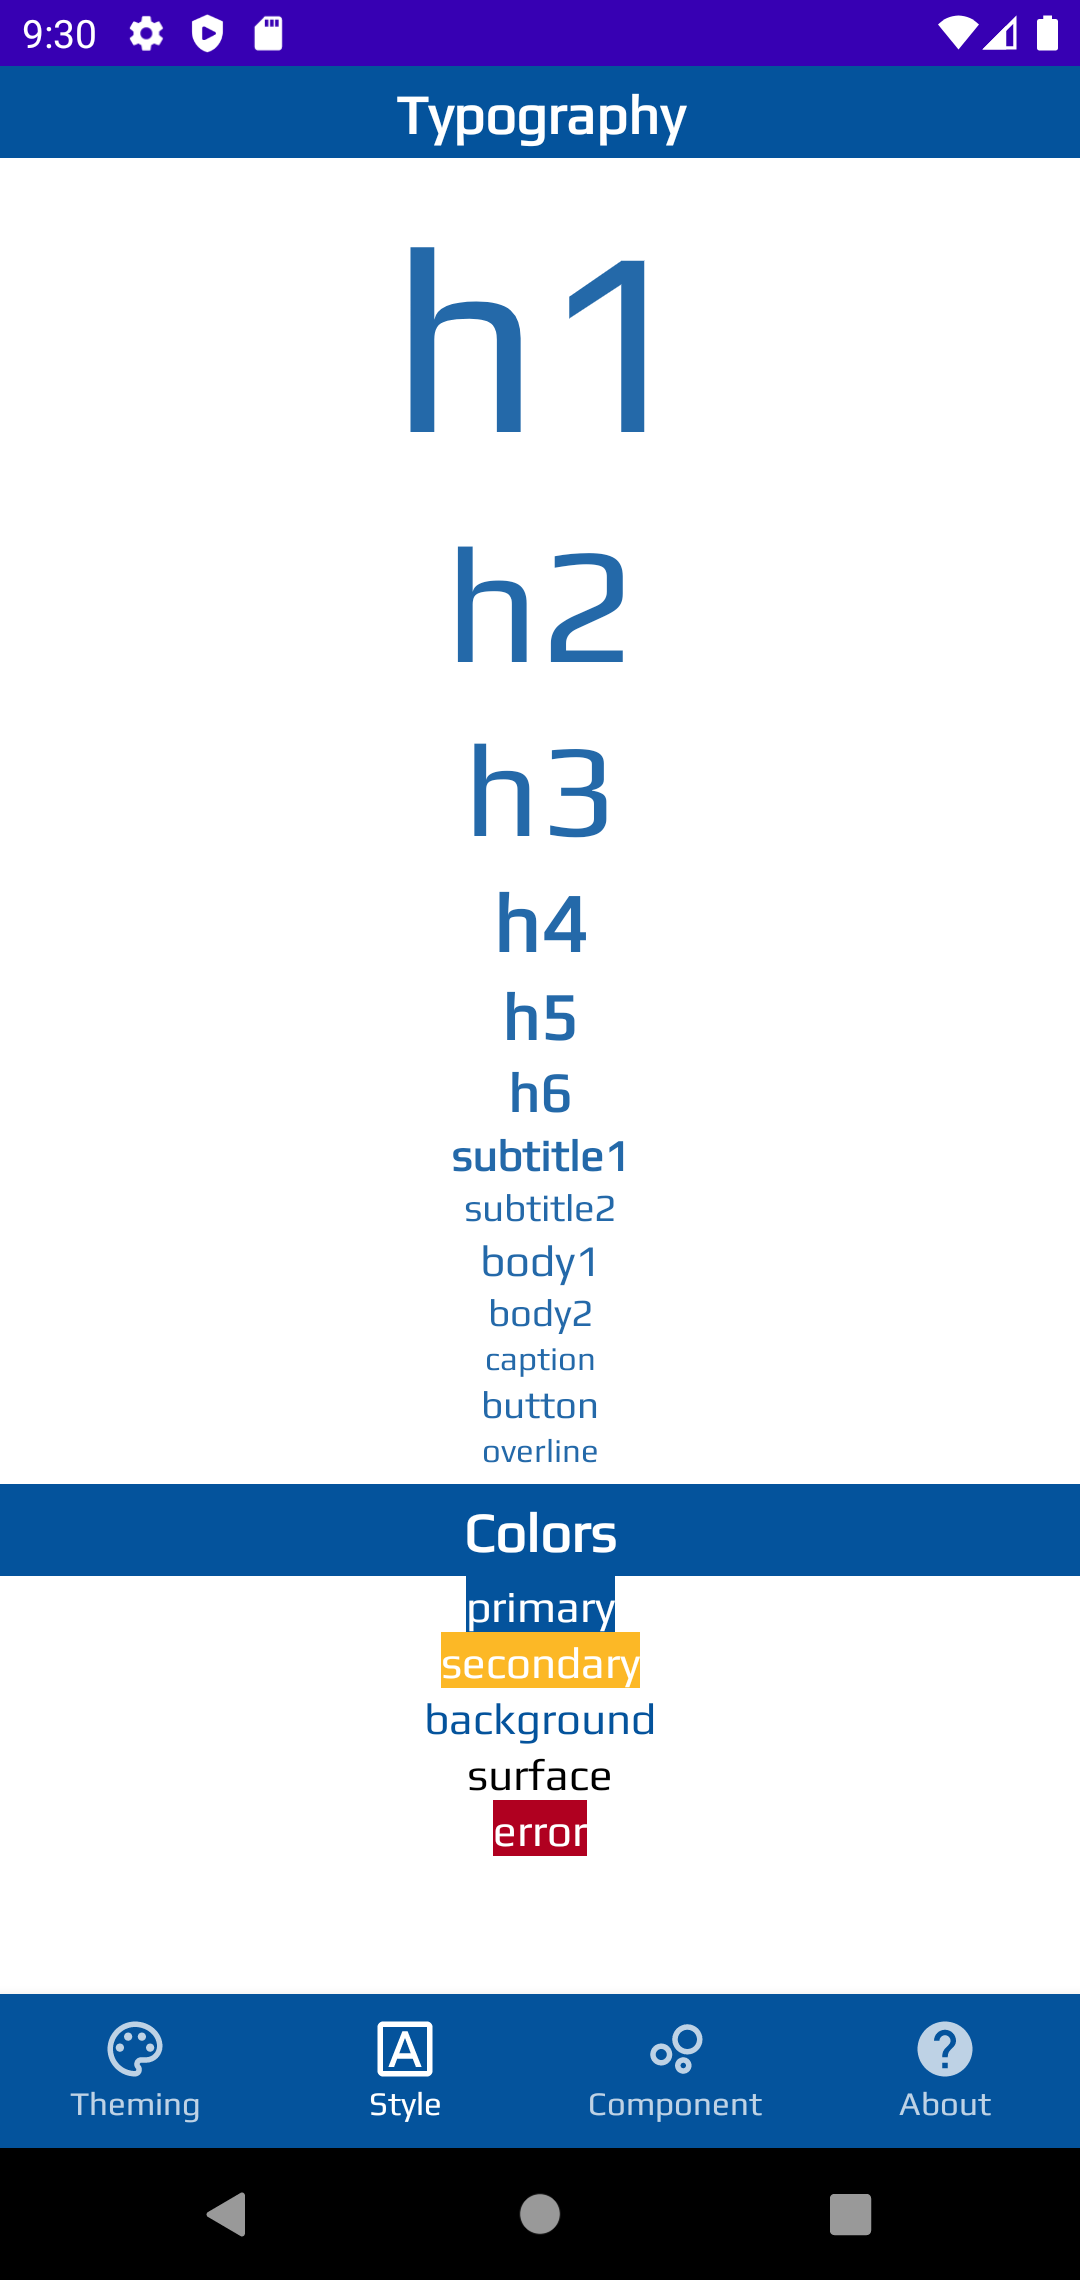 9:30
Typography
h1
h2
h3
h4
h5
h6
subtitle1
subtitle2
body1
body2
caption
button
overline
Colors
primary
secondary
background
surface
error
Theming
Style
Component
About